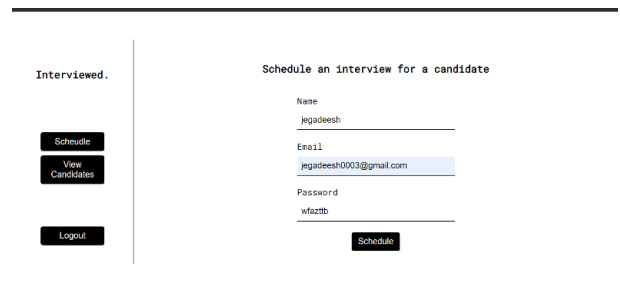 Interviewed.
Scheudle
View
Candidates
Logout
Schedule an interview for a candidate
Name
jegadeesh
Email
jegadeesh0003@gmail.com
Password
wfazttb
Schedule